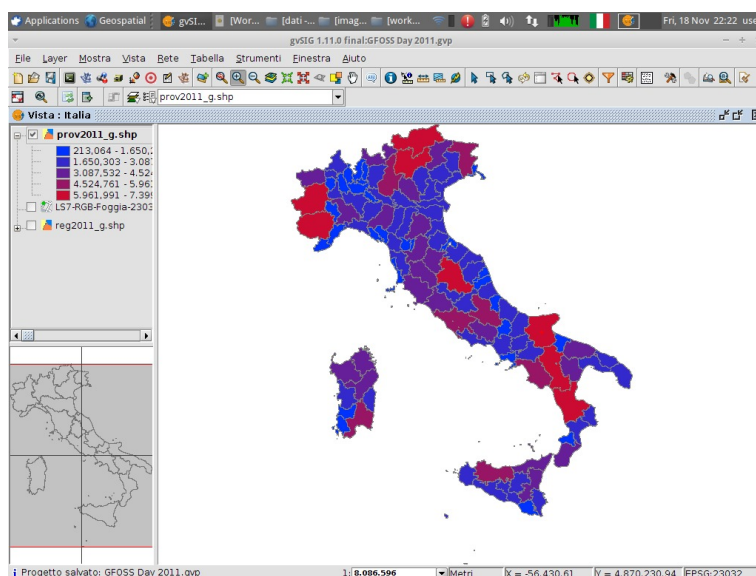 Applications Geospatial gvSI... [Wor... [dati -... [imag... [work... Fri, 18 Nov 22:22 use
gvSIG 1.11.0 final:GFOSS Day 2011.gvp
File Layer Mostra Vista Rete Tabella Strumenti Finestra Aiuto
prov2011_g.shp
Vista : Italia
prov2011_g.shp
213,064 - 1.650,
1.650,303 - 3.08
3.087,532 - 4.52
4.524,761 - 5.96
5.961,991 - 7.39
LS7-RGB-Foggia-2303
reg2011_g.shp
Progetto salvato: GFOSS Day 2011.gvp 1: 8.086.596 Metri X = -56.430,61 Y = 4.870.230,94 EPSG:23032